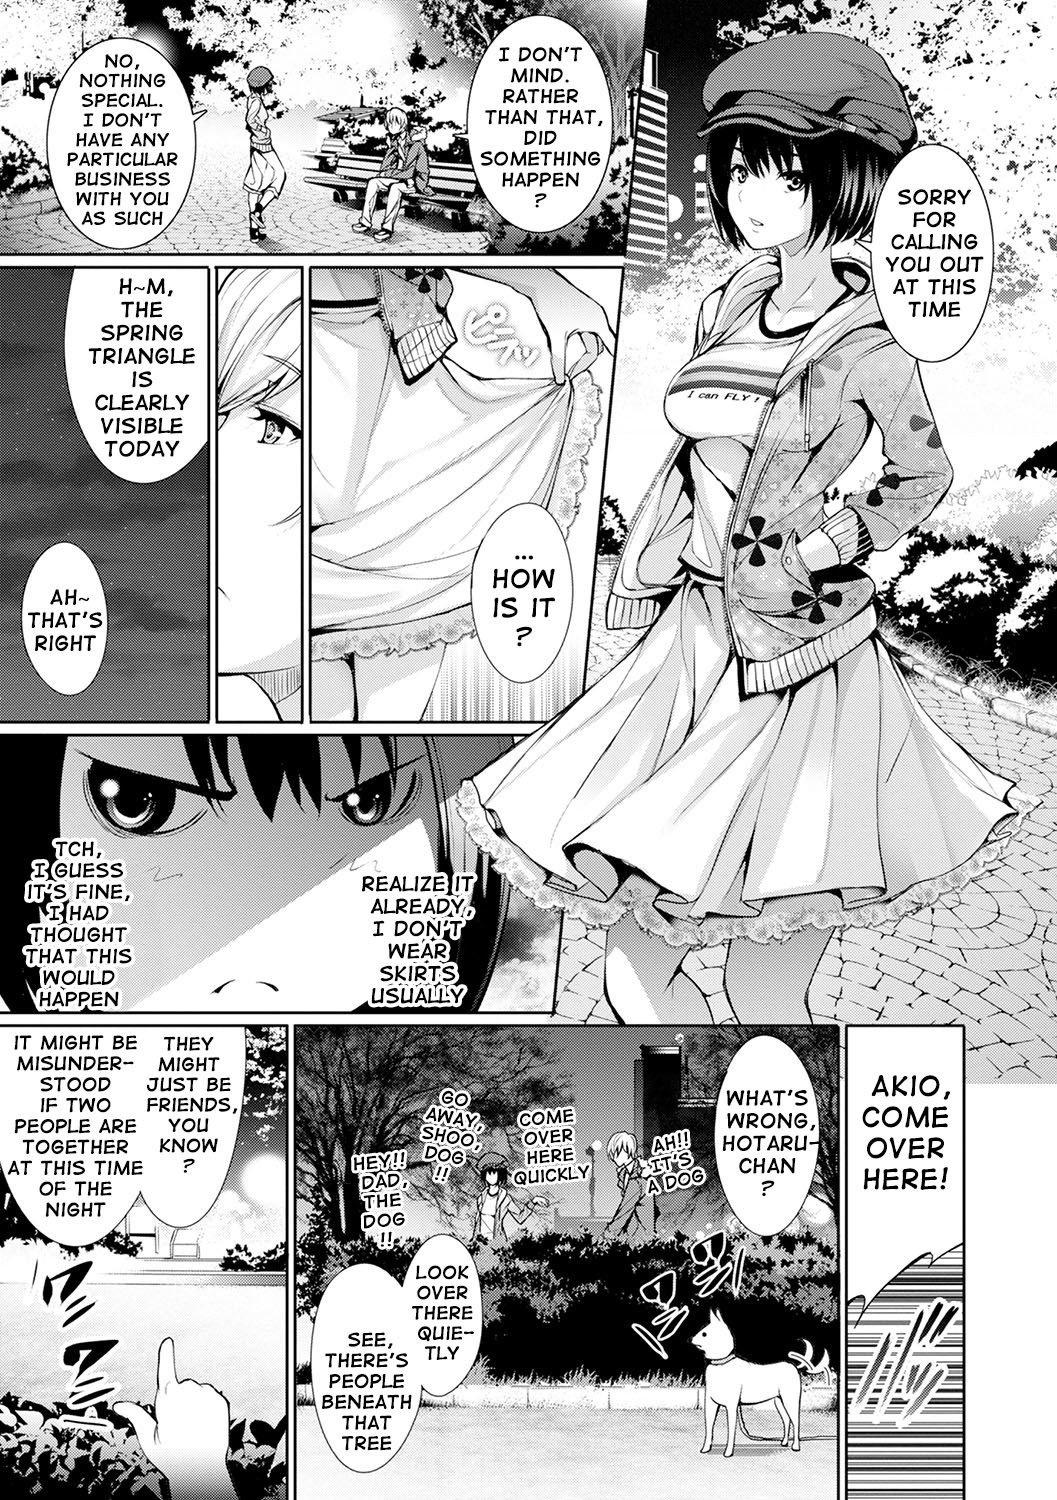 SORRY
FOR
CALLING
YOU OUT
AT THIS
TIME
I can FLY!
I DON'T
MIND.
RATHER
THAN THAT,
DID
SOMETHING
HAPPEN
?
NO,
NOTHING
SPECIAL.
I DON'T
HAVE ANY
PARTICULAR
BUSINESS
WITH YOU
AS SUCH
...
HOW
IS IT
?
H~M,
THE
SPRING
TRIANGLE
IS
CLEARLY
VISIBLE
TODAY
AH~
THAT'S
RIGHT
REALIZE IT
ALREADY,
I DON'T
WEAR
SKIRTS
USUALLY
TCH,
I GUESS
IT'S FINE,
I HAD
THOUGHT
THAT THIS
WOULD
HAPPEN
AKIO,
COME
OVER
HERE!
WHAT'S
WRONG,
HOTARU-
CHAN
?
AH!!
IT'S
A DOG
COME
OVER
HERE
QUICKLY
GO
AWAY,
SHOO,
DOG
!!
HEY!!
DAD,
THE
DOG
!!
LOOK
OVER
THERE
QUIE-
TLY
SEE,
THERE'S
PEOPLE
BENEATH
THAT
TREE
THEY
MIGHT
JUST BE
FRIENDS,
YOU
KNOW
?
IT MIGHT BE
MISUNDER-
STOOD
IF TWO
PEOPLE ARE
TOGETHER
AT THIS TIME
OF THE
NIGHT